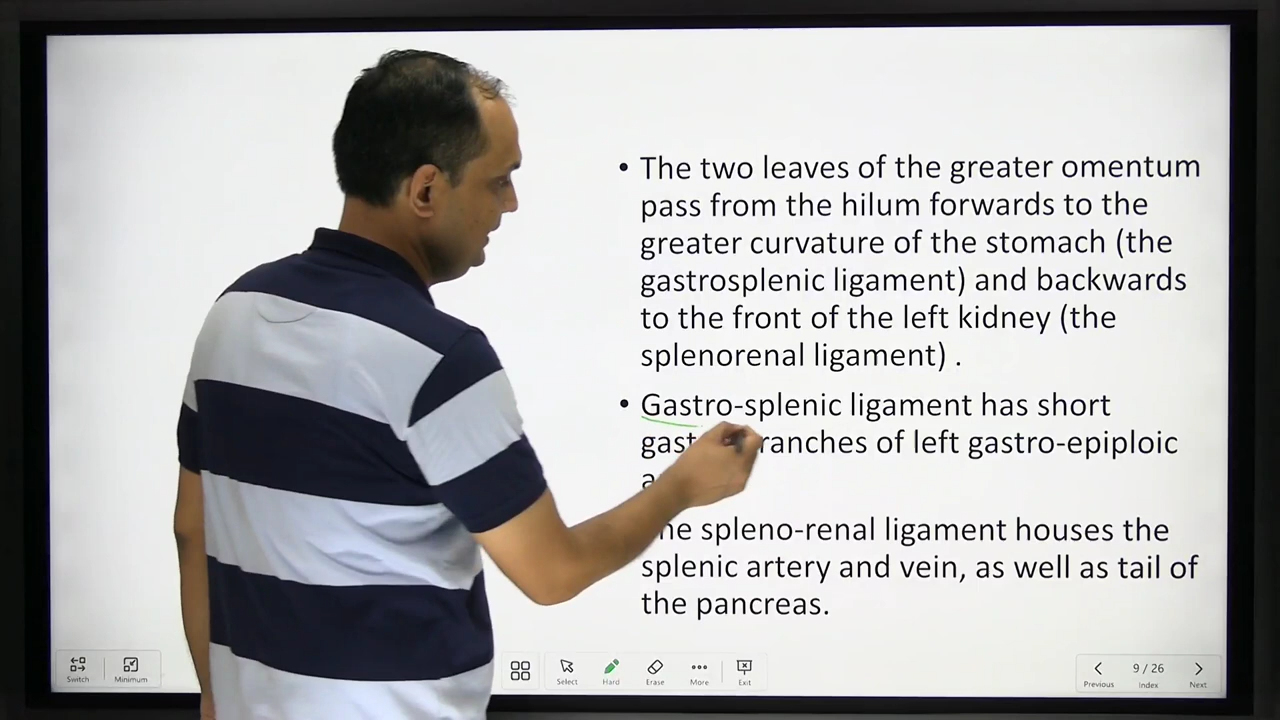 • The two leaves of the greater omentum
pass from the hilum forwards to the
greater curvature of the stomach (the
gastrosplenic ligament) and backwards
to the front of the left kidney (the
splenorenal ligament) .
• Gastro-splenic ligament has short
of left gastro-epiploic
spleno-renal ligament houses the
splenic artery and vein, as well as tail of
the pancreas.
Switch
Minimum
Select
Hard
Erase
More
Exit
Previous
9 / 26
Index
Next